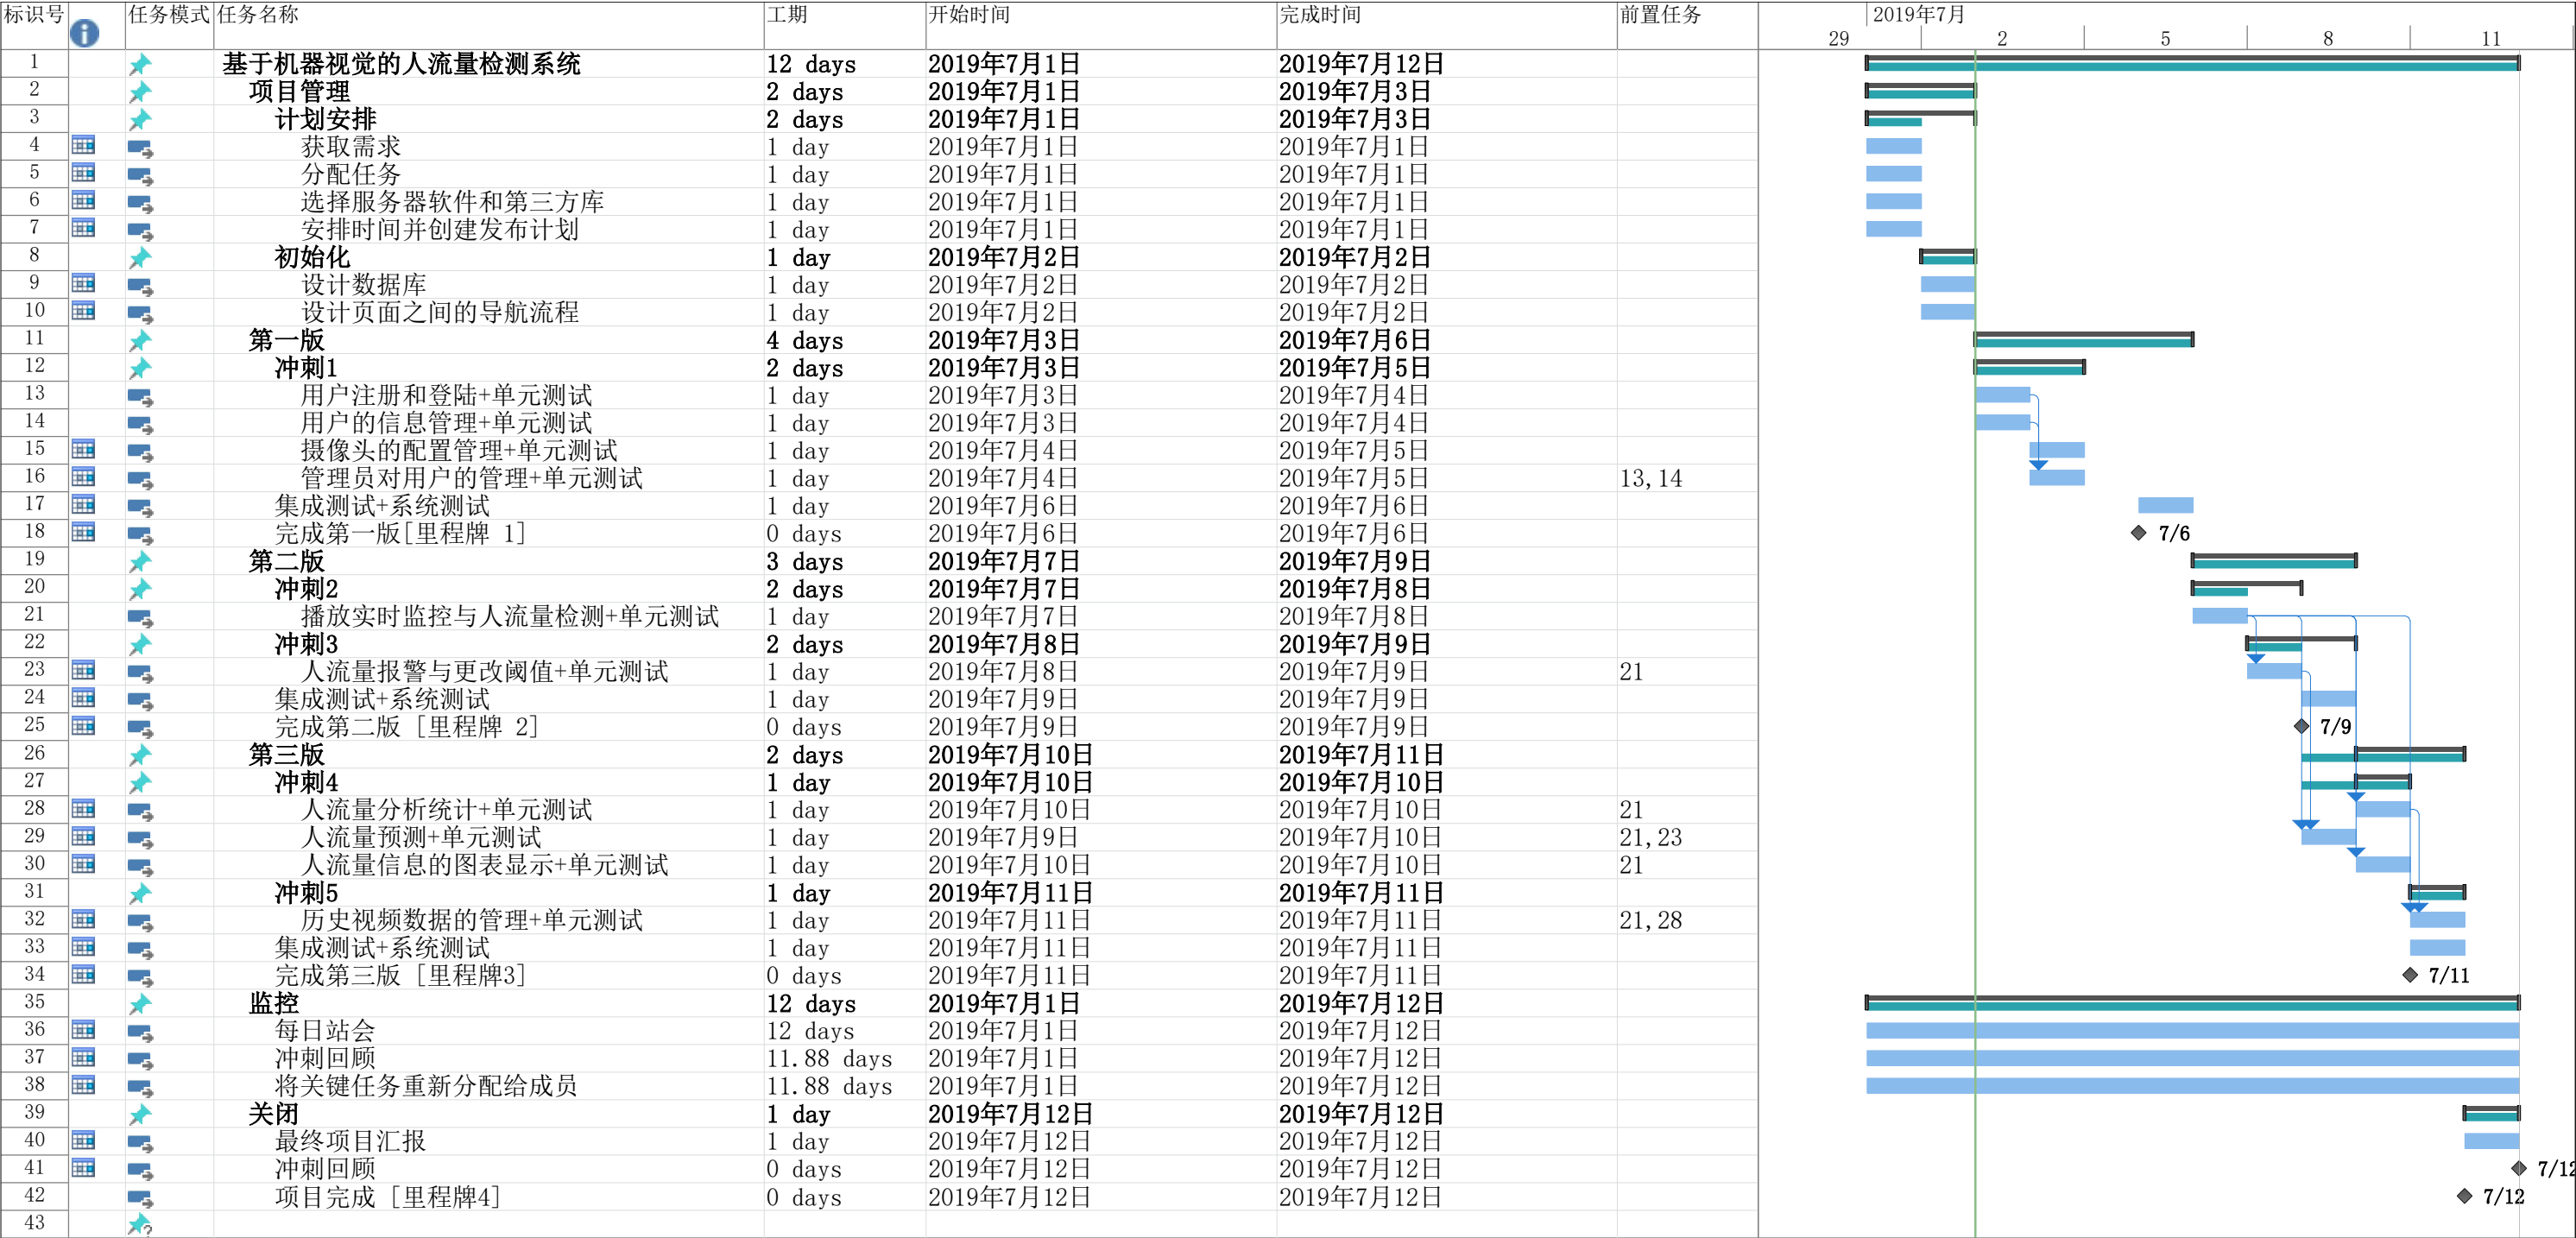 标识号 任务模式 任务名称 工期 开始时间 完成时间 前置任务 2019年7月
29 2 5 8 11
1 基于机器视觉的人流量检测系统 12 days 2019年7月1日 2019年7月12日
2 项目管理 2 days 2019年7月1日 2019年7月3日
3 计划安排 2 days 2019年7月1日 2019年7月3日
4 获取需求 1 day 2019年7月1日 2019年7月1日
5 分配任务 1 day 2019年7月1日 2019年7月1日
6 选择服务器软件和第三方库 1 day 2019年7月1日 2019年7月1日
7 安排时间并创建发布计划 1 day 2019年7月1日 2019年7月1日
8 初始化 1 day 2019年7月2日 2019年7月2日
9 设计数据库 1 day 2019年7月2日 2019年7月2日
10 设计页面之间的导航流程 1 day 2019年7月2日 2019年7月2日
11 第一版 4 days 2019年7月3日 2019年7月6日
12 冲刺1 2 days 2019年7月3日 2019年7月5日
13 用户注册和登陆+单元测试 1 day 2019年7月3日 2019年7月4日
14 用户的信息管理+单元测试 1 day 2019年7月3日 2019年7月4日
15 摄像头的配置管理+单元测试 1 day 2019年7月4日 2019年7月5日
16 管理员对用户的管理+单元测试 1 day 2019年7月4日 2019年7月5日 13,14
17 集成测试+系统测试 1 day 2019年7月6日 2019年7月6日
18 完成第一版[里程牌 1] 0 days 2019年7月6日 2019年7月6日 7/6
19 第二版 3 days 2019年7月7日 2019年7月9日
20 冲刺2 2 days 2019年7月7日 2019年7月8日
21 播放实时监控与人流量检测+单元测试 1 day 2019年7月7日 2019年7月8日
22 冲刺3 2 days 2019年7月8日 2019年7月9日
23 人流量报警与更改阈值+单元测试 1 day 2019年7月8日 2019年7月9日 21
24 集成测试+系统测试 1 day 2019年7月9日 2019年7月9日
25 完成第二版 [里程牌 2] 0 days 2019年7月9日 2019年7月9日 7/9
26 第三版 2 days 2019年7月10日 2019年7月11日
27 冲刺4 1 day 2019年7月10日 2019年7月10日
28 人流量分析统计+单元测试 1 day 2019年7月10日 2019年7月10日 21
29 人流量预测+单元测试 1 day 2019年7月9日 2019年7月10日 21,23
30 人流量信息的图表显示+单元测试 1 day 2019年7月10日 2019年7月10日 21
31 冲刺5 1 day 2019年7月11日 2019年7月11日
32 历史视频数据的管理+单元测试 1 day 2019年7月11日 2019年7月11日 21,28
33 集成测试+系统测试 1 day 2019年7月11日 2019年7月11日
34 完成第三版 [里程牌3] 0 days 2019年7月11日 2019年7月11日 7/11
35 监控 12 days 2019年7月1日 2019年7月12日
36 每日站会 12 days 2019年7月1日 2019年7月12日
37 冲刺回顾 11.88 days 2019年7月1日 2019年7月12日
38 将关键任务重新分配给成员 11.88 days 2019年7月1日 2019年7月12日
39 关闭 1 day 2019年7月12日 2019年7月12日
40 最终项目汇报 1 day 2019年7月12日 2019年7月12日
41 冲刺回顾 0 days 2019年7月12日 2019年7月12日 7/12
42 项目完成 [里程牌4] 0 days 2019年7月12日 2019年7月12日 7/12
43